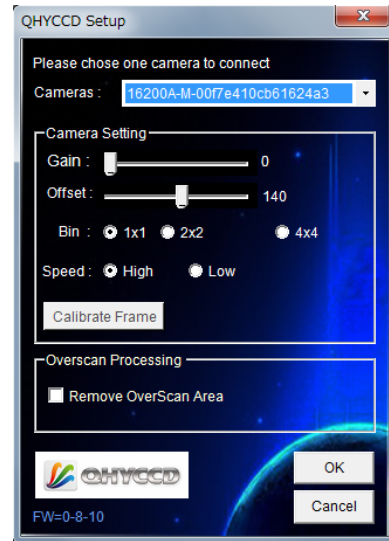 QHYCCD Setup
Please chose one camera to connect
Cameras : 16200A-M-00f7e410cb61624a3
Camera Setting
Gain : 0
Offset : 140
Bin : 1x1 2x2 4x4
Speed : High Low
Calibrate Frame
Overscan Processing
Remove OverScan Area
QHYCCD
OK
FW=0-8-10
Cancel